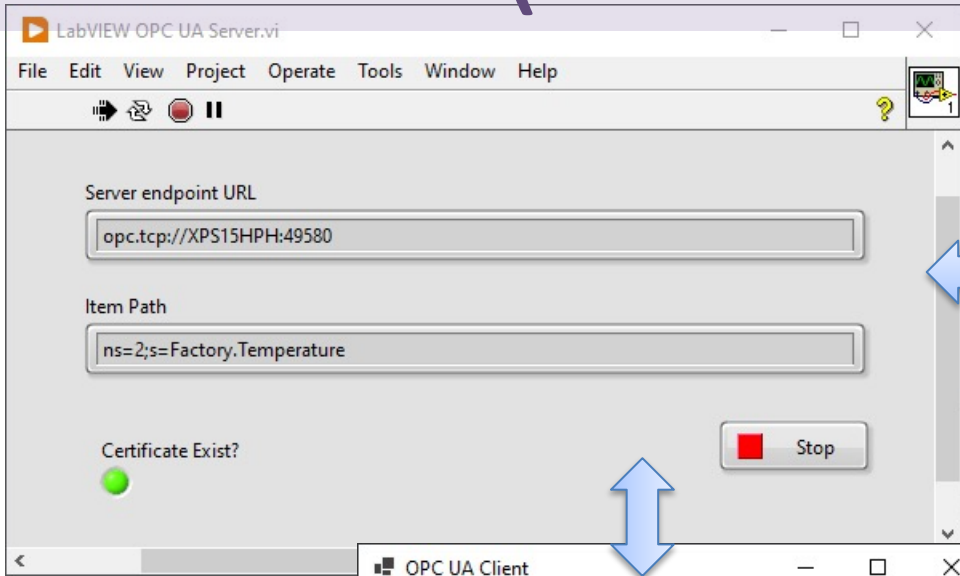 LabVIEW OPC UA Server.vi
File Edit View Project Operate Tools Window Help
1
Server endpoint URL
opc.tcp://XPS15HPH:49580
Item Path
ns=2;s=Factory.Temperature
Certificate Exist?
Stop
OPC UA Client